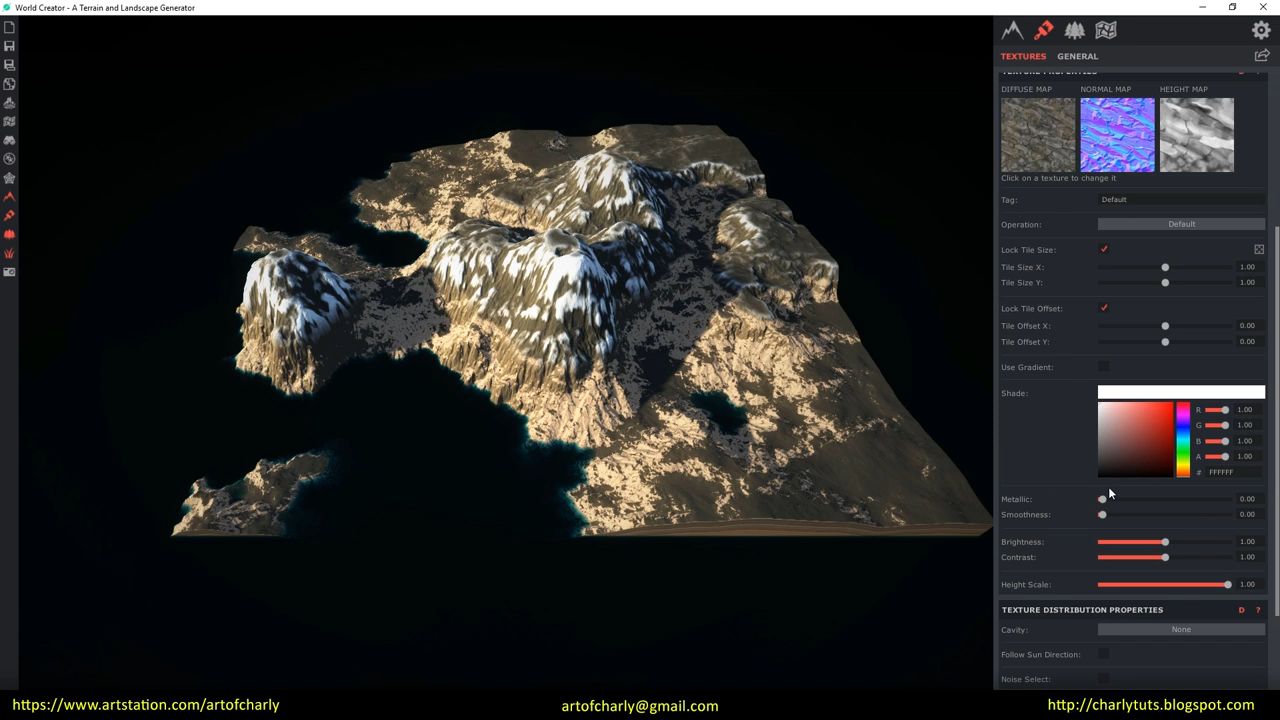 World Creator - A Terrain and Landscape Generator
TEXTURES GENERAL
TEXTURE PROPERTIES D ?
DIFFUSE MAP NORMAL MAP HEIGHT MAP
Click on a texture to change it
Tag: Default
Operation: Default
Lock Tile Size:
Tile Size X: 1.00
Tile Size Y: 1.00
Lock Tile Offset:
Tile Offset X: 0.00
Tile Offset Y: 0.00
Use Gradient:
Shade:
R 1.00
G 1.00
B 1.00
A 1.00
# FFFFFF
Metallic: 0.00
Smoothness: 0.00
Brightness: 1.00
Contrast: 1.00
Height Scale: 1.00
TEXTURE DISTRIBUTION PROPERTIES D ?
Cavity: None
Follow Sun Direction:
Noise Select:
https://www.artstation.com/artofcharly artofcharly@gmail.com http://charlytuts.blogspot.com